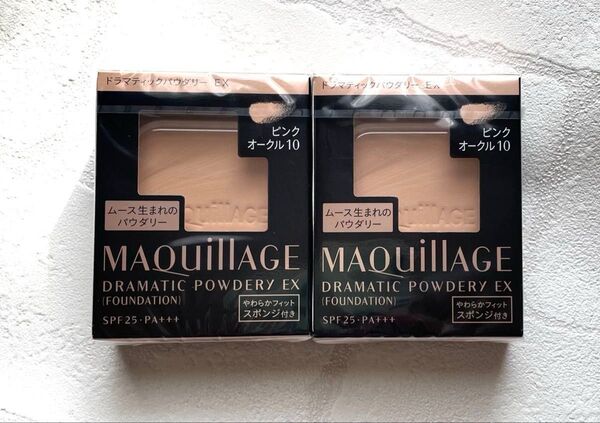 ドラマティックパウダリー EX
ピンク
オークル10
ムース生まれの
パウダリー
QUillAGE
MAQuillAGE
DRAMATIC POWDERY EX
(FOUNDATION)
やわらかフィット
スポンジ付き
SPF25・PA+++
ドラマティックパウダリー EX
ピンク
オークル10
ムース生まれの
パウダリー
QUillAGE
MAQuillAGE
DRAMATIC POWDERY EX
(FOUNDATION)
やわらかフィット
スポンジ付き
SPF25・PA+++